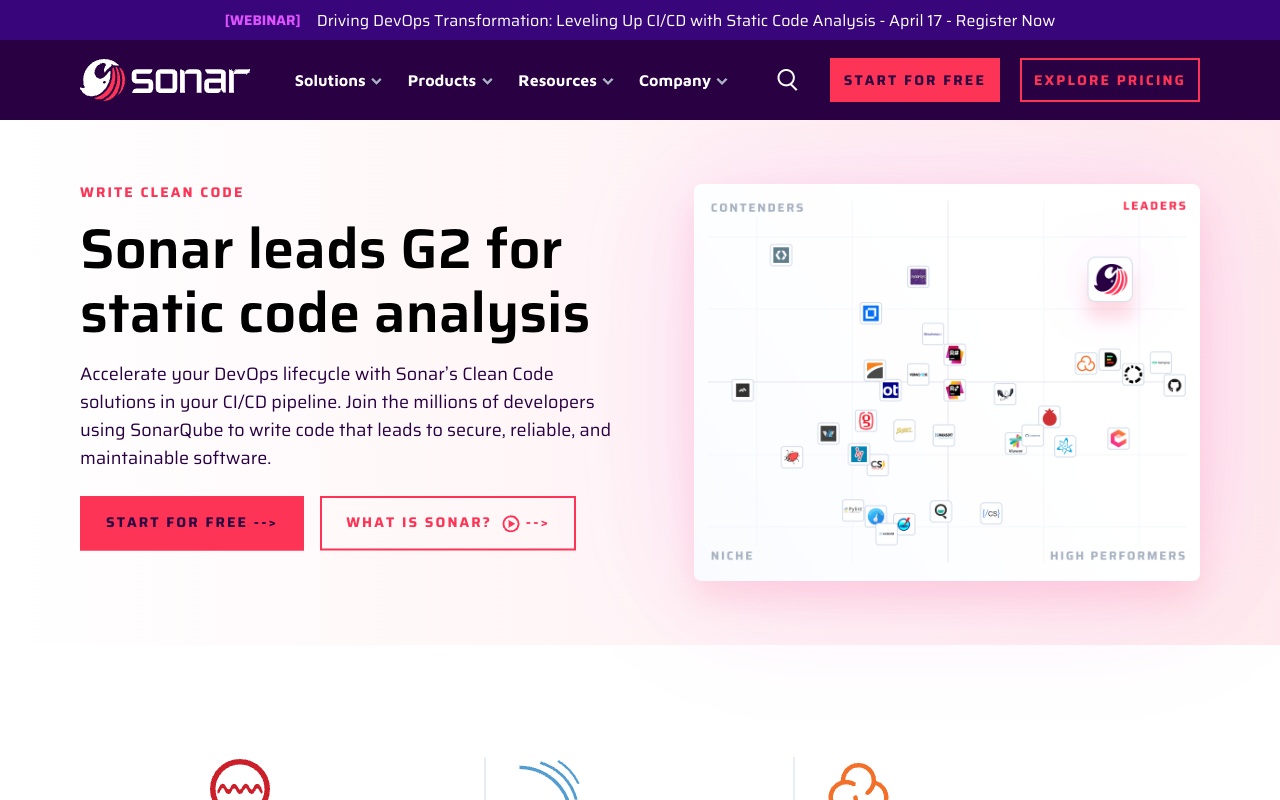 [WEBINAR] Driving DevOps Transformation: Leveling Up CI/CD with Static Code Analysis - April 17 - Register Now
sonar
Solutions
Products
Resources
Company
START FOR FREE
EXPLORE PRICING
WRITE CLEAN CODE
Sonar leads G2 for
static code analysis
Accelerate your DevOps lifecycle with Sonar's Clean Code
solutions in your CI/CD pipeline. Join the millions of developers
using SonarQube to write code that leads to secure, reliable, and
maintainable software.
START FOR FREE -->
WHAT IS SONAR? -->
CONTENDERS
LEADERS
ot
CS
{/CS}
NICHE
HIGH PERFORMERS